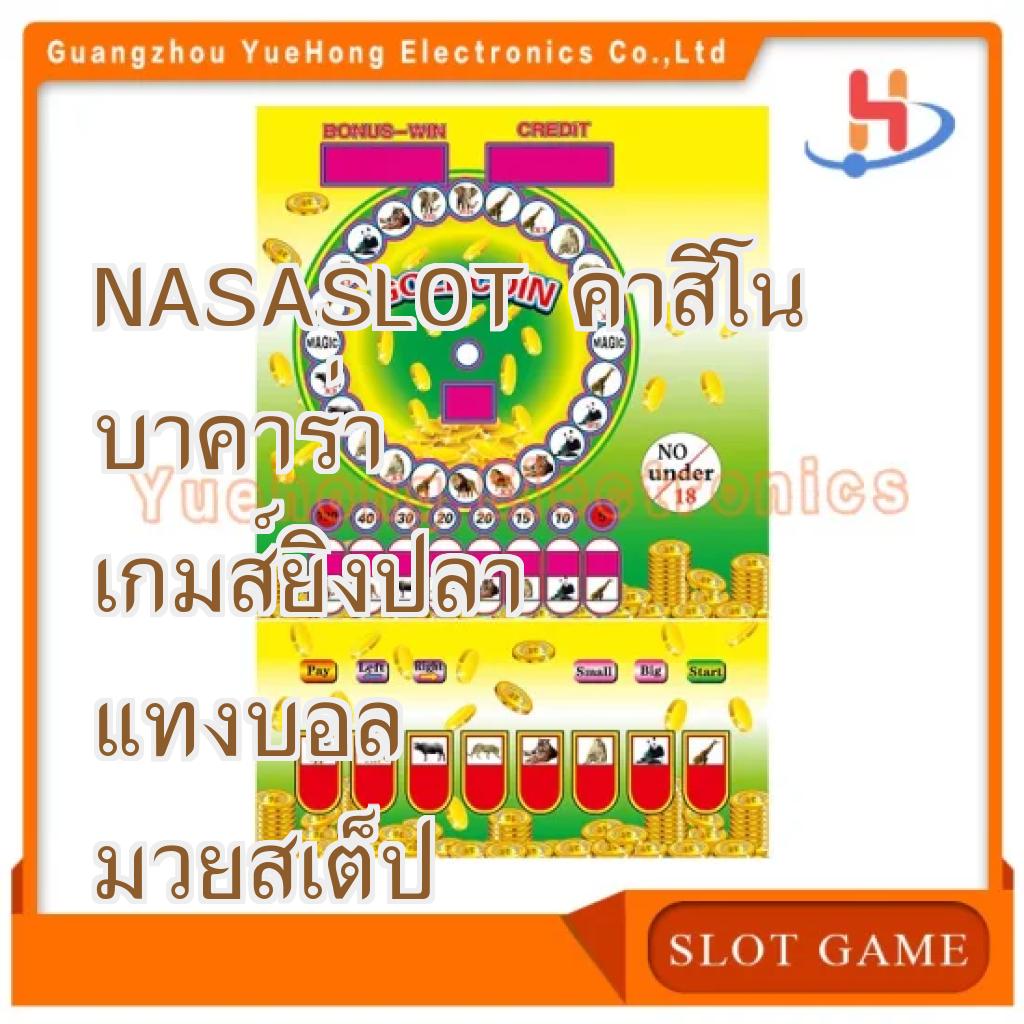 Guangzhou YueHong Electronics Co.,Ltd
H
BONUS-WIN CREDIT
NASASLOT คาสิโน
MAGIC MAGIC
บาคาร่า
NO
under
18
Yuehong Electronics
40 30 20 20 15 10 5
เกมส์ยิงปลา
Pay Left Right Small Big Start
แทงบอล
มวยสเต็ป
SLOT GAME